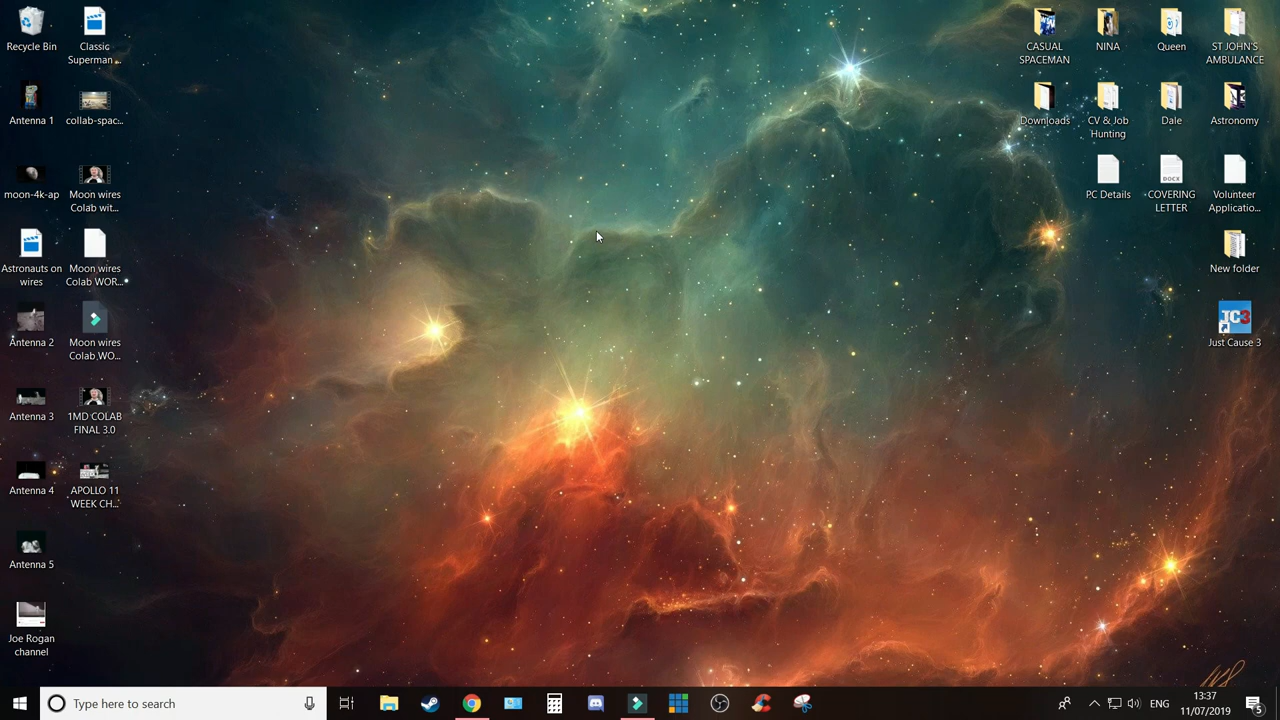 Recycle Bin
Classic
Superman ...
CASUAL
SPACEMAN
NINA
Queen
ST JOHN'S
AMBULANCE
Antenna 1
collab-spac...
Downloads
CV & Job
Hunting
Dale
Astronomy
moon-4k-ap
Moon wires
Colab wit...
PC Details
DOCX
COVERING
LETTER
Volunteer
Applicatio...
Astronauts on
wires
Moon wires
Colab WOR...
New folder
Antenna 2
Moon wires
Colab WO...
JC3
Just Cause 3
Antenna 3
1MD COLAB
FINAL 3.0
Antenna 4
APOLLO 11
WEEK CH...
Antenna 5
Joe Rogan
channel
Type here to search
ENG
13:37
11/07/2019
5